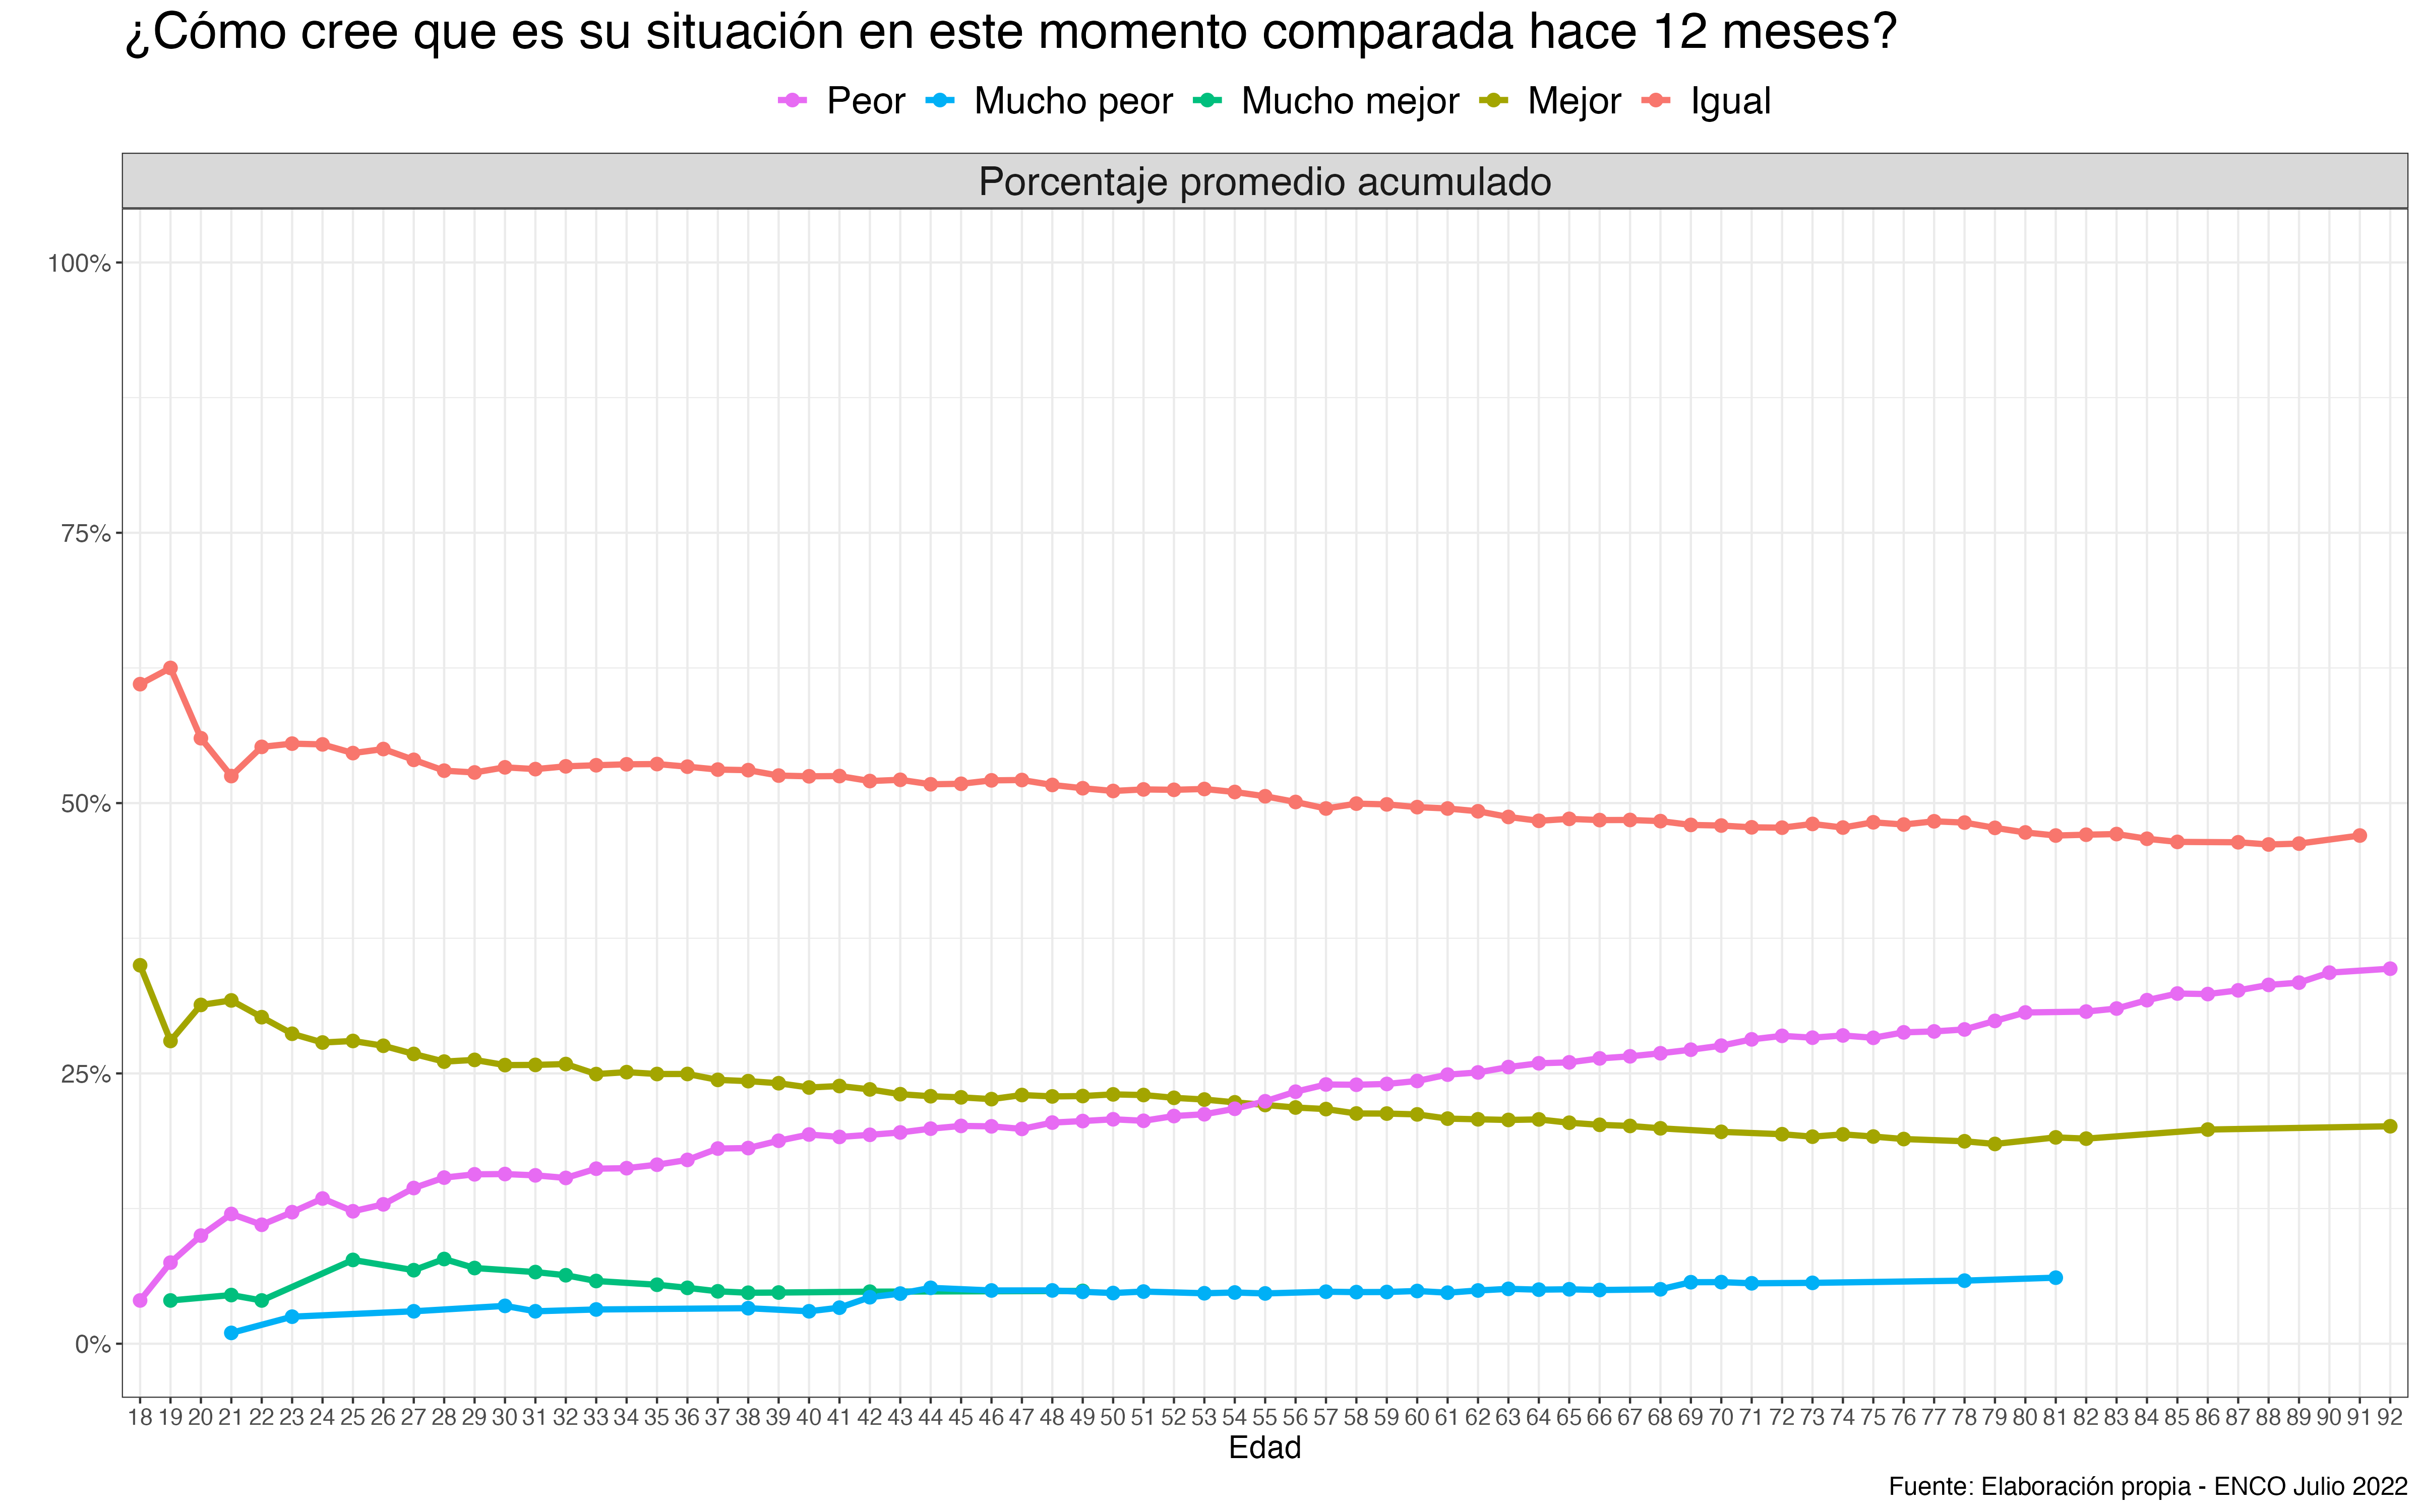 ¿Cómo cree que es su situación en este momento comparada hace 12 meses?
Peor Mucho peor Mucho mejor Mejor Igual
Porcentaje promedio acumulado
100%
75%
50%
25%
0%
18 19 20 21 22 23 24 25 26 27 28 29 30 31 32 33 34 35 36 37 38 39 40 41 42 43 44 45 46 47 48 49 50 51 52 53 54 55 56 57 58 59 60 61 62 63 64 65 66 67 68 69 70 71 72 73 74 75 76 77 78 79 80 81 82 83 84 85 86 87 88 89 90 91 92
Edad
Fuente: Elaboración propia - ENCO Julio 2022